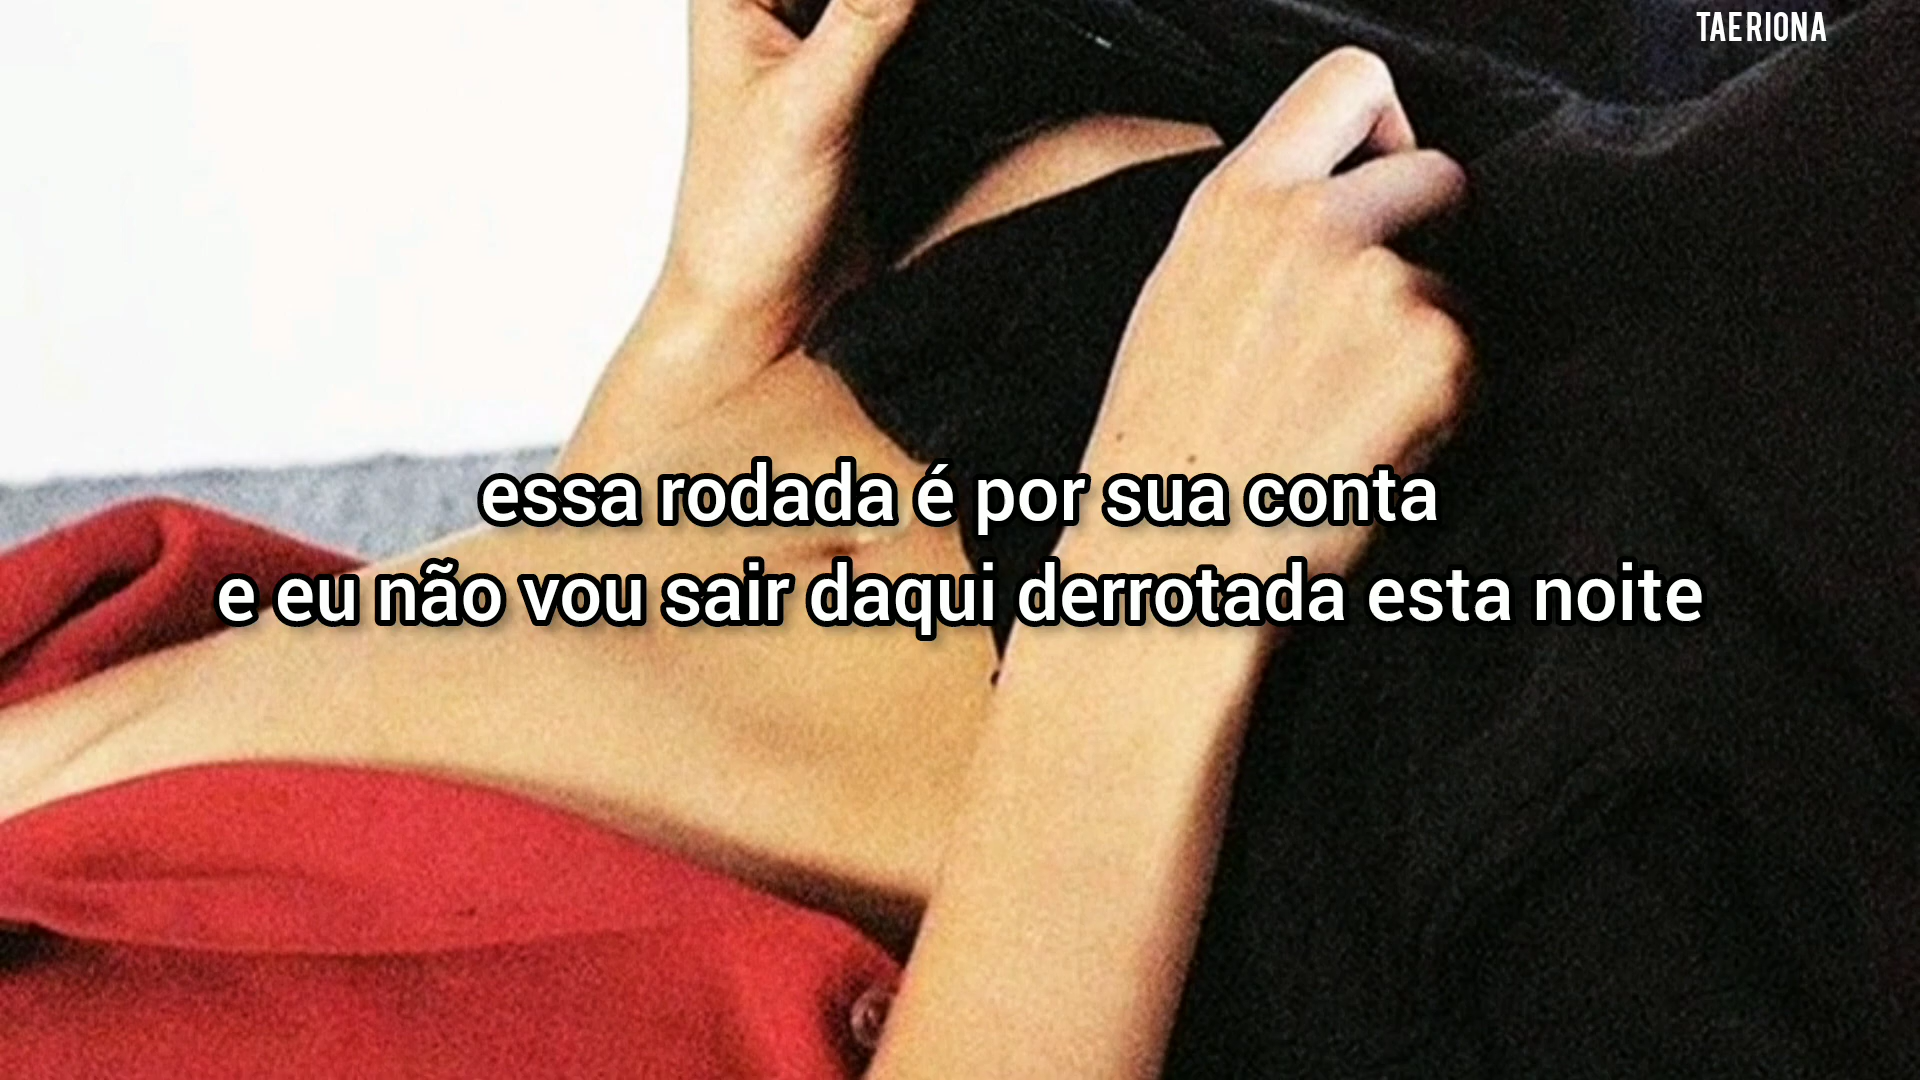 TAERIONA
essa rodada é por sua conta
e eu não vou sair daqui derrotada esta noite